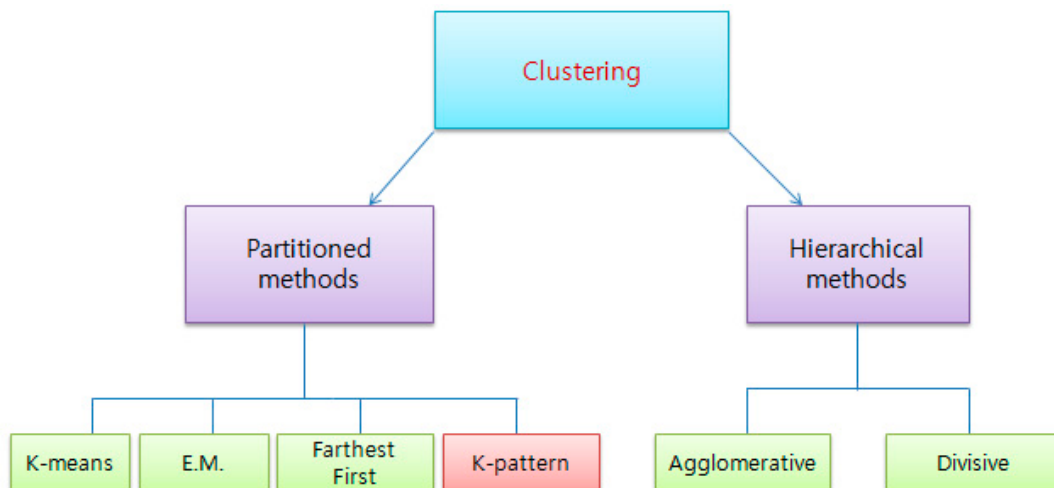 Clustering
Partitioned
methods
Hierarchical
methods
K-means
E.M.
Farthest
First
K-pattern
Agglomerative
Divisive